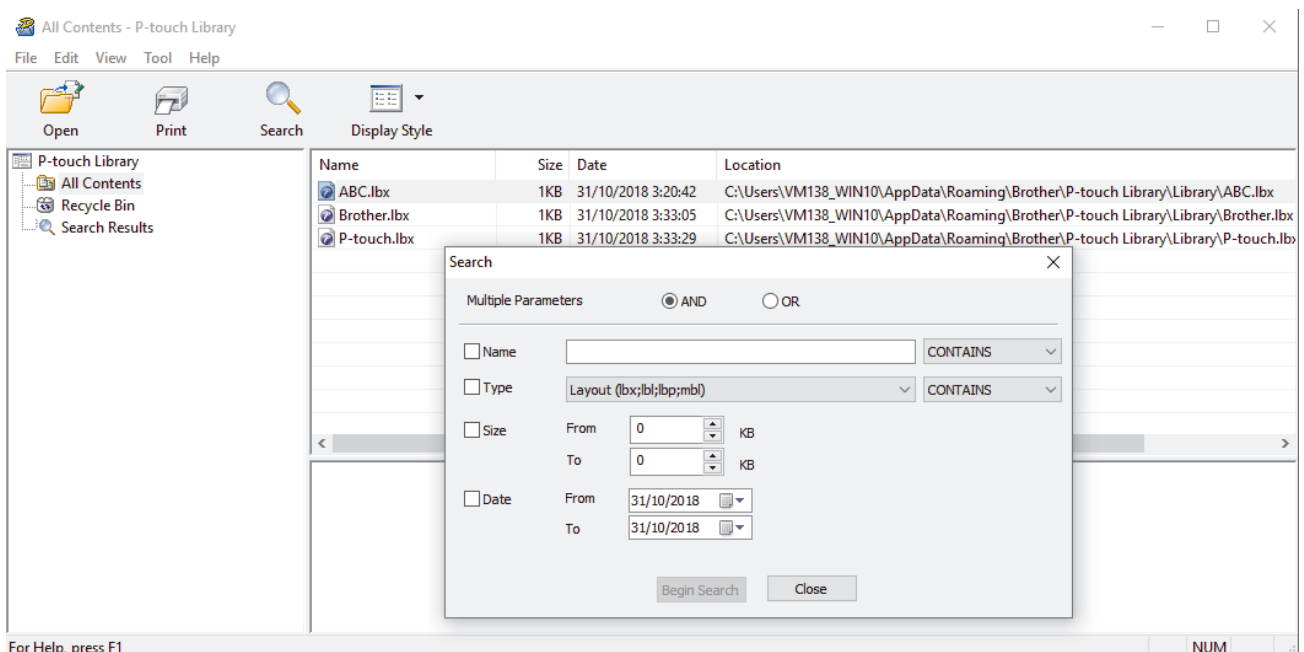 All Contents - P-touch Library
File Edit View Tool Help
Open Print Search Display Style
P-touch Library
All Contents
Recycle Bin
Search Results
Name Size Date Location
ABC.lbx 1KB 31/10/2018 3:20:42 C:\Users\VM138_WIN10\AppData\Roaming\Brother\P-touch Library\Library\ABC.lbx
Brother.lbx 1KB 31/10/2018 3:33:05 C:\Users\VM138_WIN10\AppData\Roaming\Brother\P-touch Library\Library\Brother.lbx
P-touch.lbx 1KB 31/10/2018 3:33:29 C:\Users\VM138_WIN10\AppData\Roaming\Brother\P-touch Library\Library\P-touch.lbx
Search
Multiple Parameters AND OR
Name CONTAINS
Type Layout (lbx;lbl;lbp;mbl) CONTAINS
Size From 0 KB
To 0 KB
Date From 31/10/2018
To 31/10/2018
Begin Search Close
For Help, press F1 NUM